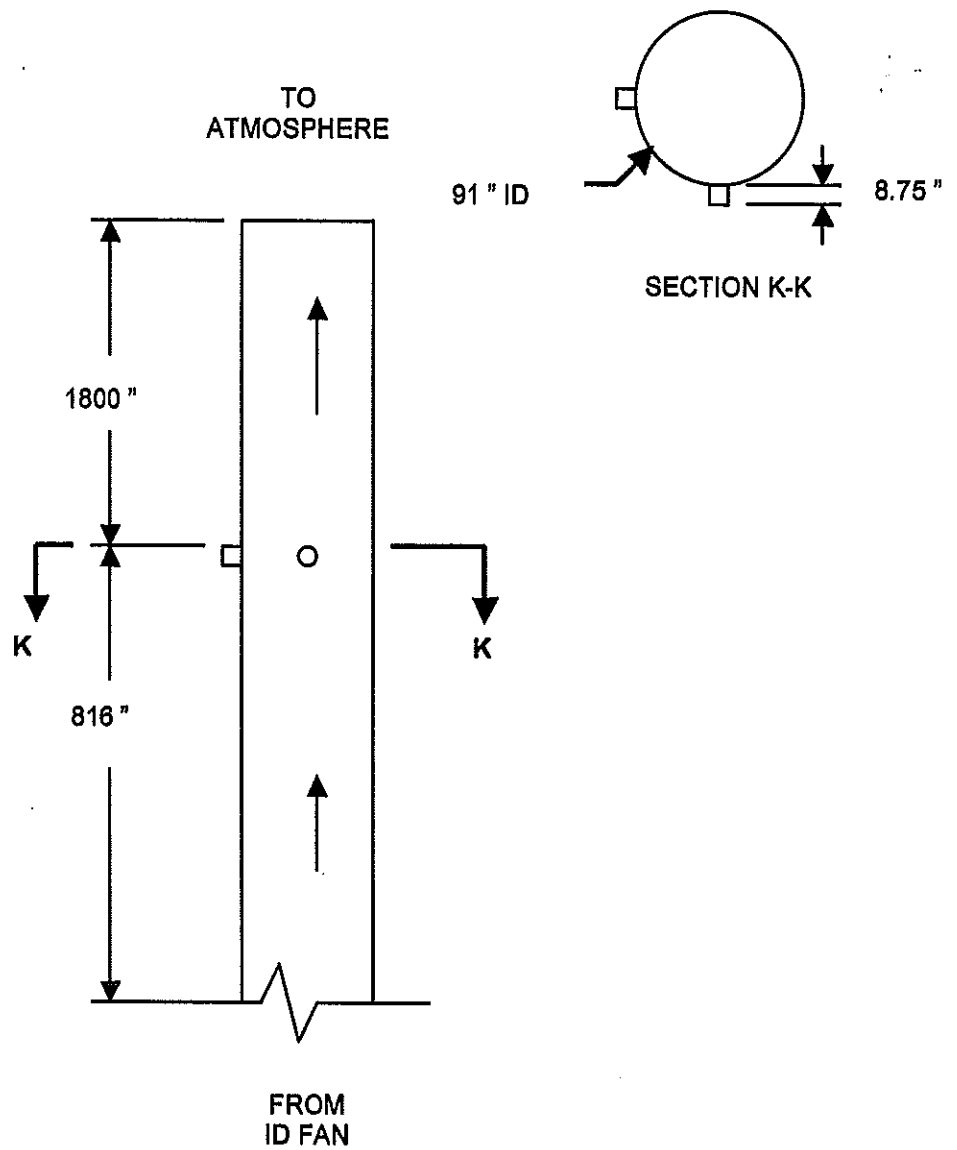 TO
ATMOSPHERE
91 " ID
8.75 "
SECTION K-K
1800 "
K
K
816 "
FROM
ID FAN